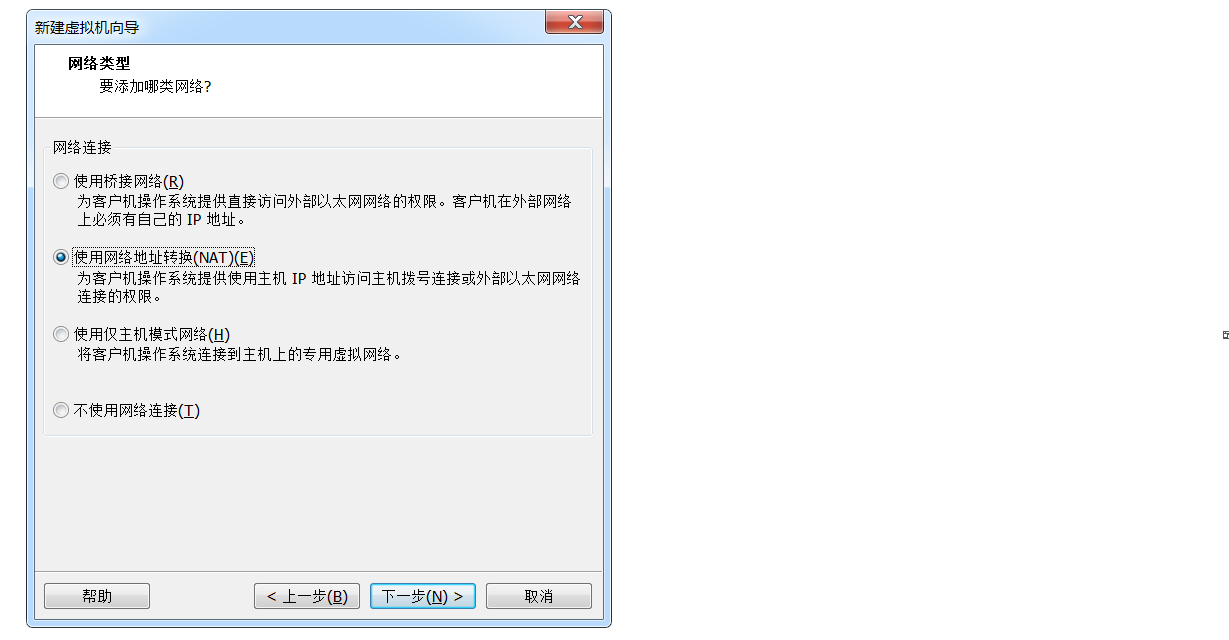 新建虚拟机向导
网络类型
要添加哪类网络?
网络连接
使用桥接网络(R)
为客户机操作系统提供直接访问外部以太网网络的权限。客户机在外部网络
上必须有自己的 IP 地址。
使用网络地址转换(NAT)(E)
为客户机操作系统提供使用主机 IP 地址访问主机拨号连接或外部以太网网络
连接的权限。
使用仅主机模式网络(H)
将客户机操作系统连接到主机上的专用虚拟网络。
不使用网络连接(T)
帮助
< 上一步(B)
下一步(N) >
取消